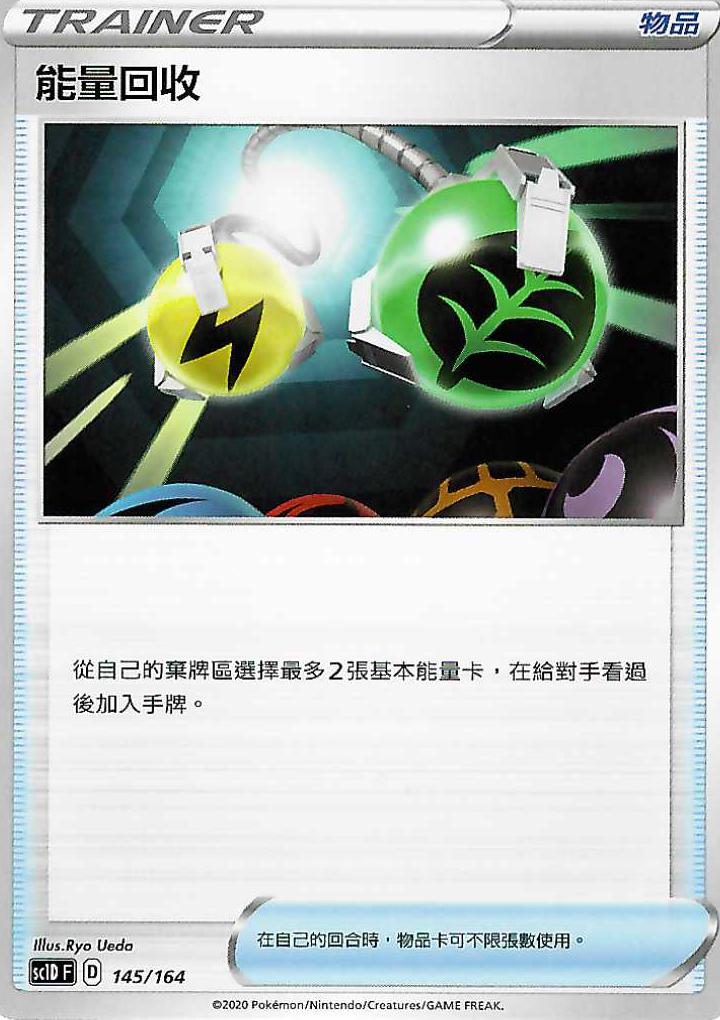 TRAINER
物品
能量回收
從自己的棄牌區選擇最多2張基本能量卡,在給對手看過
後加入手牌。
在自己的回合時,物品卡可不限張數使用。
Illus.Ryo Ueda
sc1D F D 145/164
©2020 Pokémon/Nintendo/Creatures/GAME FREAK.